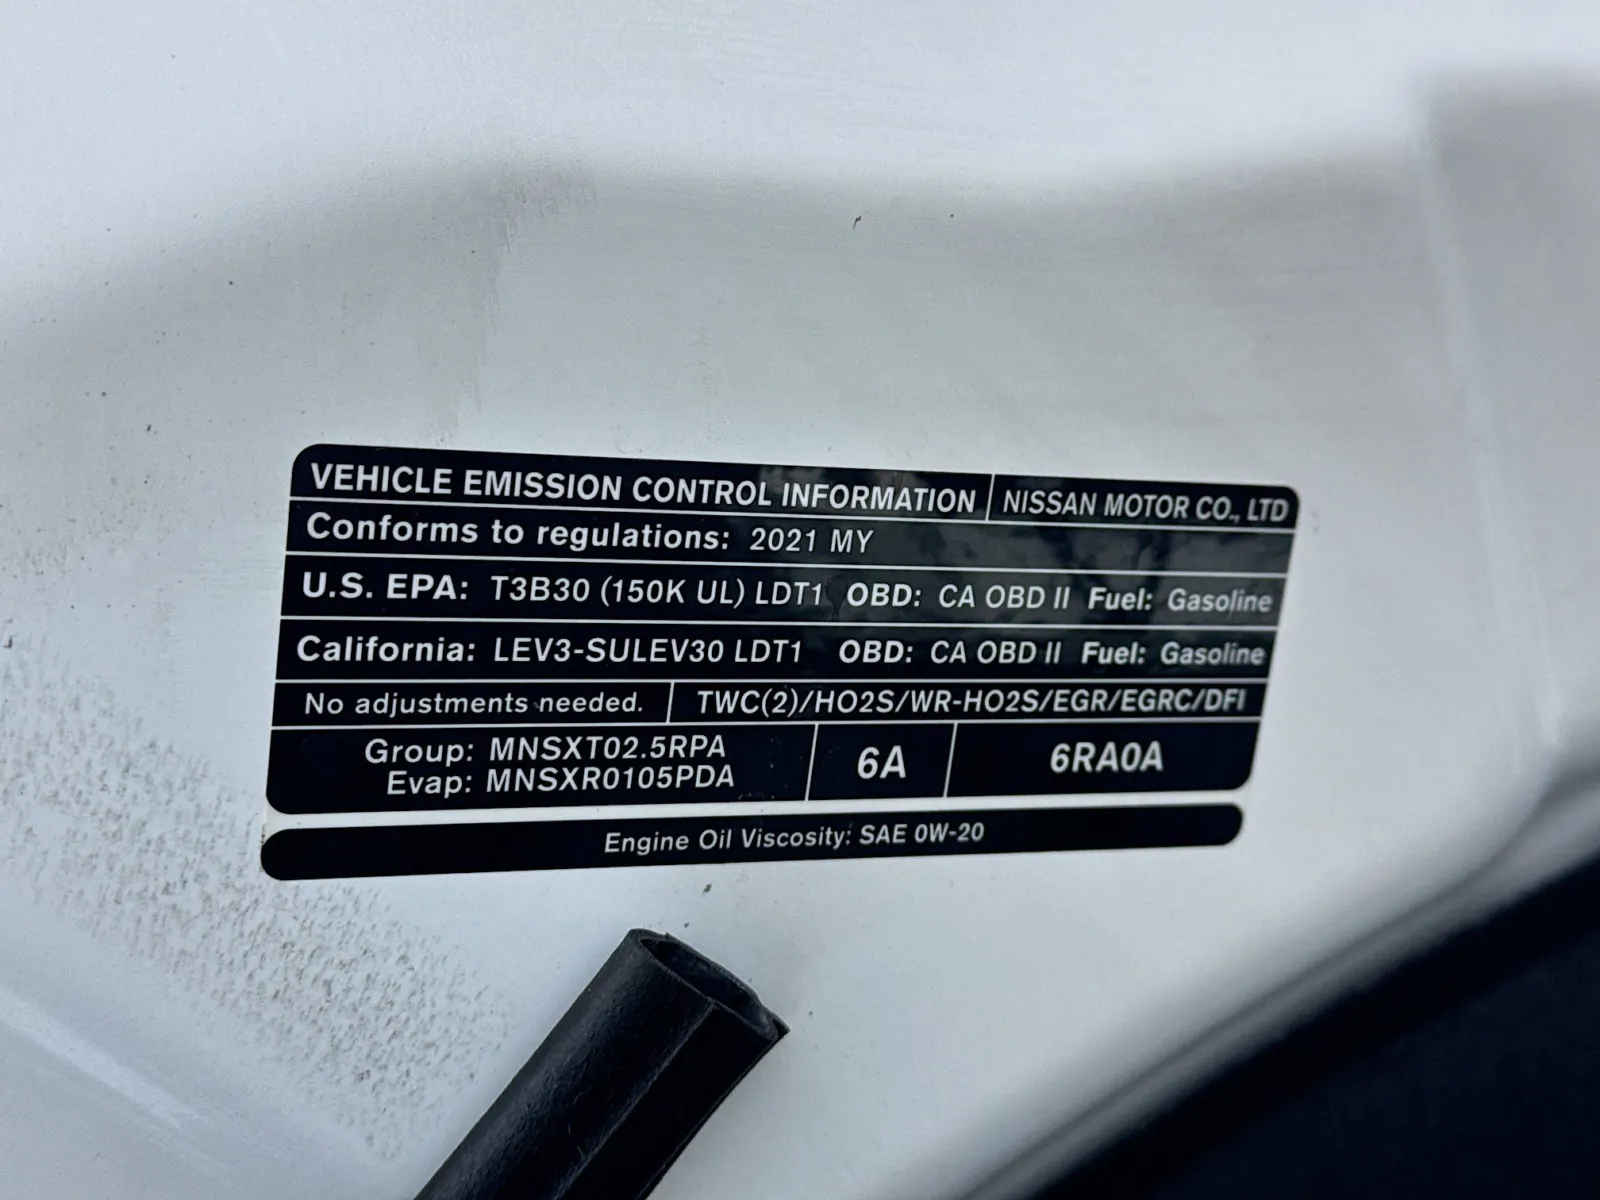 VEHICLE EMISSION CONTROL INFORMATION NISSAN MOTOR CO., LTD
Conforms to regulations: 2021 MY
U.S. EPA: T3B30 (150K UL) LDT1 OBD: CA OBD II Fuel: Gasoline
California: LEV3-SULEV30 LDT1 OBD: CA OBD II Fuel: Gasoline
No adjustments needed. TWC(2)/HO2S/WR-HO2S/EGR/EGRC/DFI
Group: MNSXT02.5RPA
Evap: MNSXR0105PDA
6A
6RA0A
Engine Oil Viscosity: SAE 0W-20